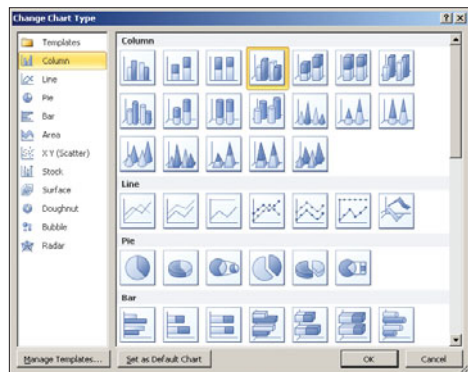 Change Chart Type
Templates
Column
Line
Pie
Bar
Area
X Y (Scatter)
Stock
Surface
Doughnut
Bubble
Radar
Column
Line
Pie
Bar
Manage Templates...
Set as Default Chart
OK
Cancel